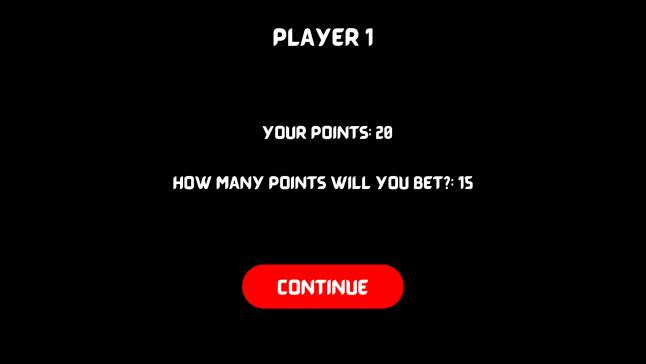 PLAYER 1
YOUR POINTS: 20
HOW MANY POINTS WILL YOU BET?: 15
CONTINUE